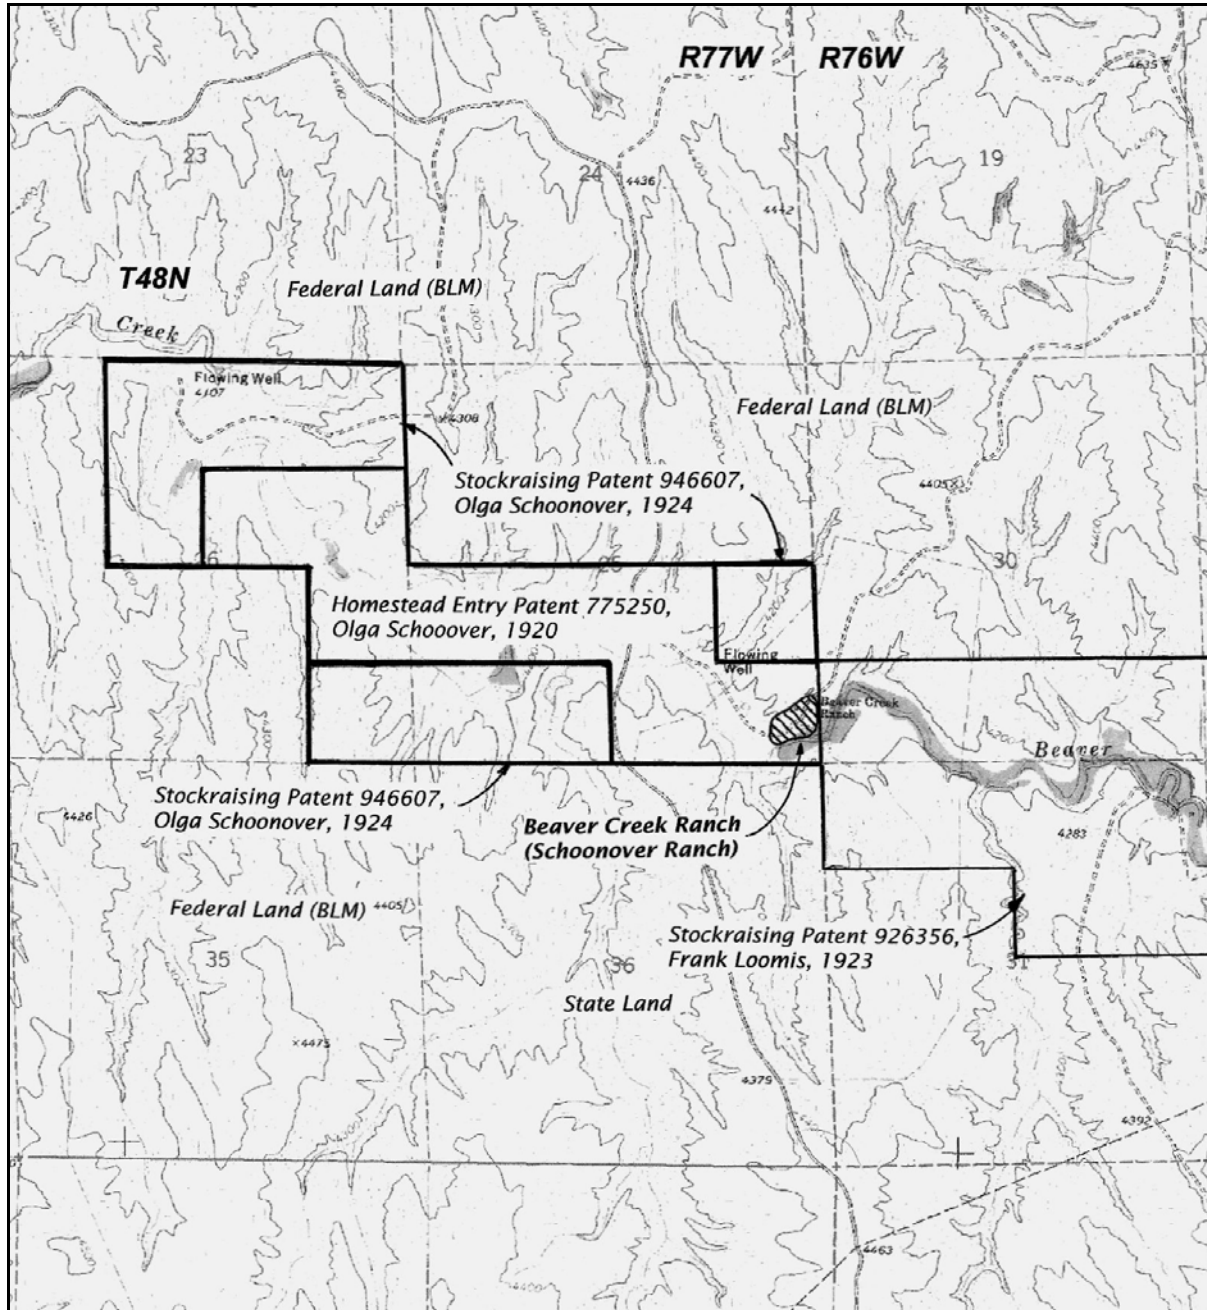 R77W
R76W
4635
4400
23
24
19
4436
4442
T48N
Federal Land (BLM)
Creek
Flowing Well
4107
4308
Federal Land (BLM)
Stockraising Patent 946607,
Olga Schoonover, 1924
4405
30
25
Homestead Entry Patent 775250,
Olga Schooover, 1920
Flowing
Well
Beaver Creek
Ranch
Beaver
Stockraising Patent 946607,
Olga Schoonover, 1924
4426
Beaver Creek Ranch
(Schoonover Ranch)
4283
Federal Land (BLM)
4405
35
36
Stockraising Patent 926356,
Frank Loomis, 1923
31
State Land
4475
4379
4392
4463
4400